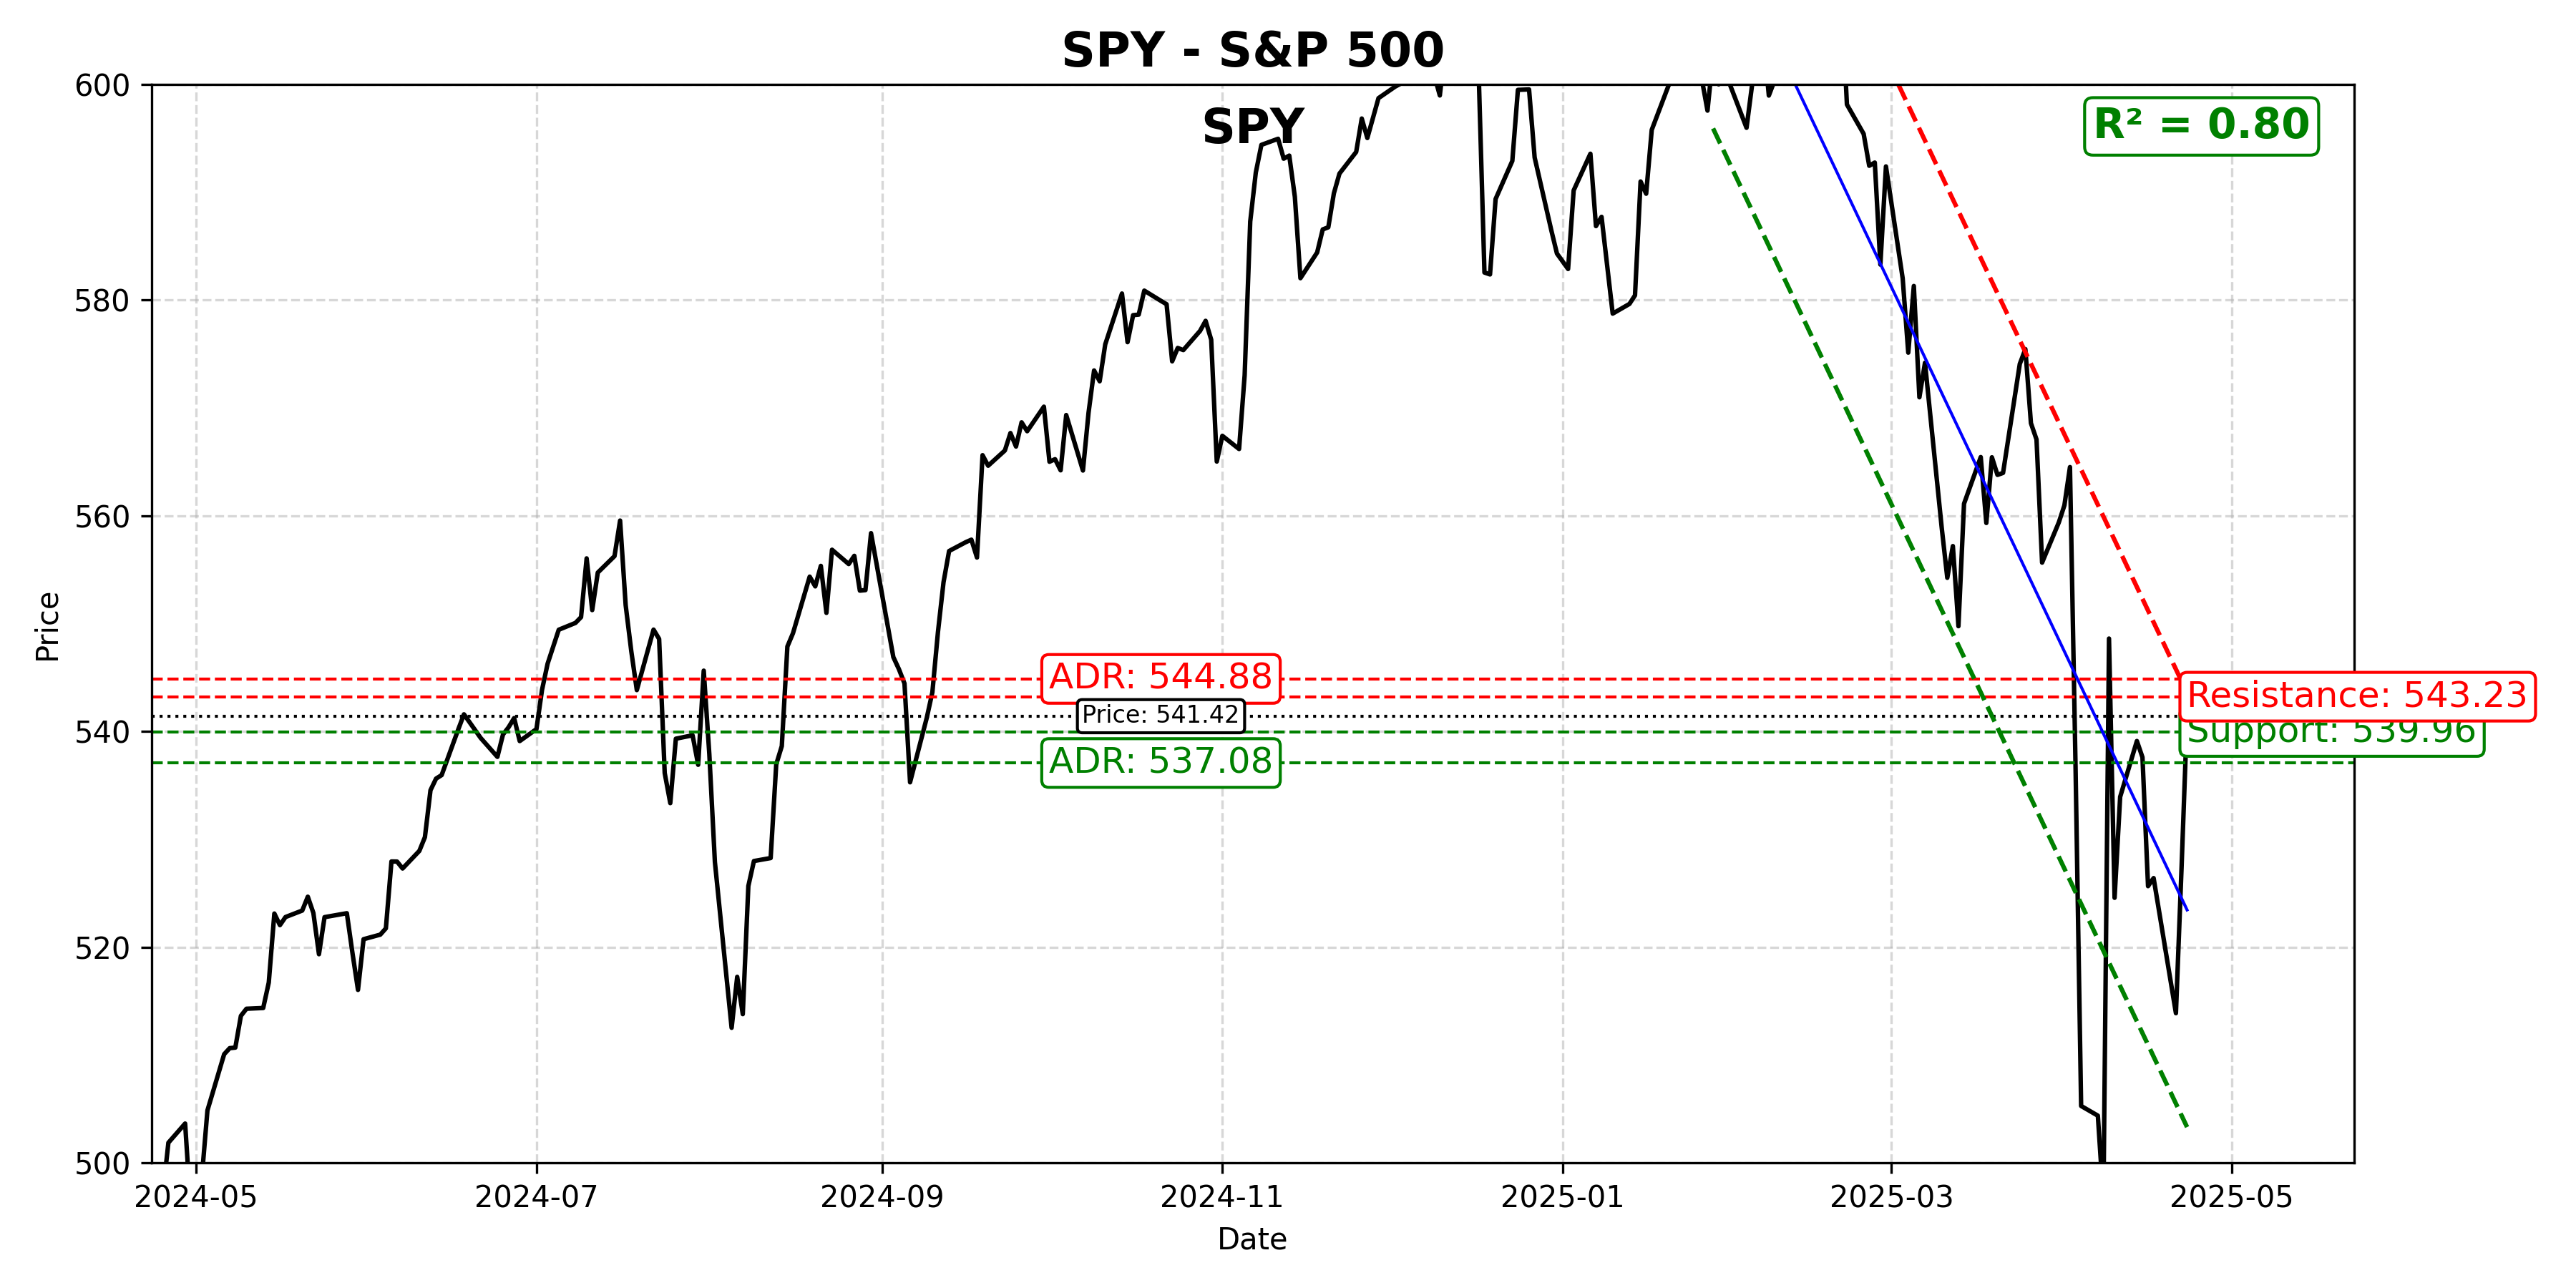 SPY - S&P 500
SPY
R² = 0.80
600
580
560
540
520
500
Price
ADR: 544.88
Price: 541.42
ADR: 537.08
Resistance: 543.23
Support: 539.96
2024-05
2024-07
2024-09
2024-11
2025-01
2025-03
2025-05
Date